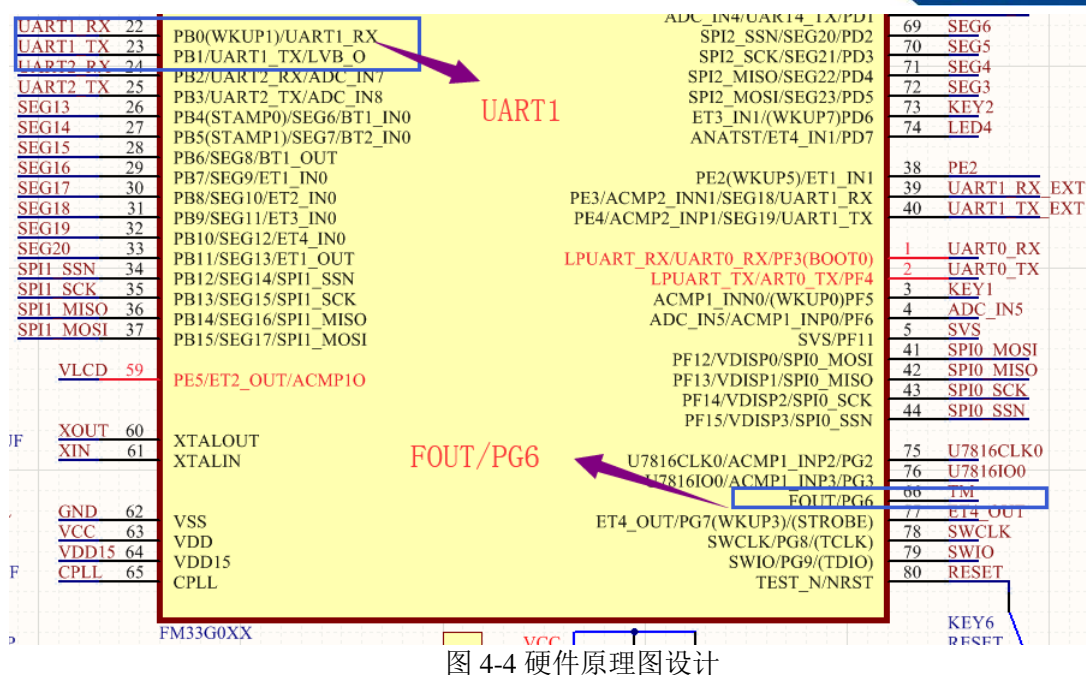 UART1_RX 22 PB0(WKUP1)/UART1_RX
UART1_TX 23 PB1/UART1_TX/LVB_O
UART2_RX 24 PB2/UART2_RX/ADC_IN7
UART2_TX 25 PB3/UART2_TX/ADC_IN8
SEG13 26 PB4(STAMP0)/SEG6/BT1_IN0
SEG14 27 PB5(STAMP1)/SEG7/BT2_IN0
SEG15 28 PB6/SEG8/BT1_OUT
SEG16 29 PB7/SEG9/ET1_IN0
SEG17 30 PB8/SEG10/ET2_IN0
SEG18 31 PB9/SEG11/ET3_IN0
SEG19 32 PB10/SEG12/ET4_IN0
SEG20 33 PB11/SEG13/ET1_OUT
SPI1_SSN 34 PB12/SEG14/SPI1_SSN
SPI1_SCK 35 PB13/SEG15/SPI1_SCK
SPI1_MISO 36 PB14/SEG16/SPI1_MISO
SPI1_MOSI 37 PB15/SEG17/SPI1_MOSI
VLCD 59 PE5/ET2_OUT/ACMP1O
XOUT 60 XTALOUT
XIN 61 XTALIN
GND 62 VSS
VCC 63 VDD
VDD15 64 VDD15
CPLL 65 CPLL
UART1
FOUT/PG6
ADC_IN4/UART4_TX/PD1
SPI2_SSN/SEG20/PD2 69 SEG6
SPI2_SCK/SEG21/PD3 70 SEG5
SPI2_MISO/SEG22/PD4 71 SEG4
SPI2_MOSI/SEG23/PD5 72 SEG3
ET3_IN1/(WKUP7)PD6 73 KEY2
ANATST/ET4_IN1/PD7 74 LED4
PE2(WKUP5)/ET1_IN1 38 PE2
PE3/ACMP2_INN1/SEG18/UART1_RX 39 UART1_RX_EXT
PE4/ACMP2_INP1/SEG19/UART1_TX 40 UART1_TX_EXT
LPUART_RX/UART0_RX/PF3(BOOT0) 1 UART0_RX
LPUART_TX/ART0_TX/PF4 2 UART0_TX
ACMP1_INN0/(WKUP0)PF5 3 KEY1
ADC_IN5/ACMP1_INP0/PF6 4 ADC_IN5
SVS/PF11 5 SVS
PF12/VDISP0/SPI0_MOSI 41 SPI0_MOSI
PF13/VDISP1/SPI0_MISO 42 SPI0_MISO
PF14/VDISP2/SPI0_SCK 43 SPI0_SCK
PF15/VDISP3/SPI0_SSN 44 SPI0_SSN
U7816CLK0/ACMP1_INP2/PG2 75 U7816CLK0
U7816IO0/ACMP1_INP3/PG3 76 U7816IO0
FOUT/PG6 66 TM
ET4_OUT/PG7(WKUP3)/(STROBE) 77 ET4_OUT
SWCLK/PG8/(TCLK) 78 SWCLK
SWIO/PG9/(TDIO) 79 SWIO
TEST_N/NRST 80 RESET
FM33G0XX
VCC
KEY6
RESET
图 4-4 硬件原理图设计